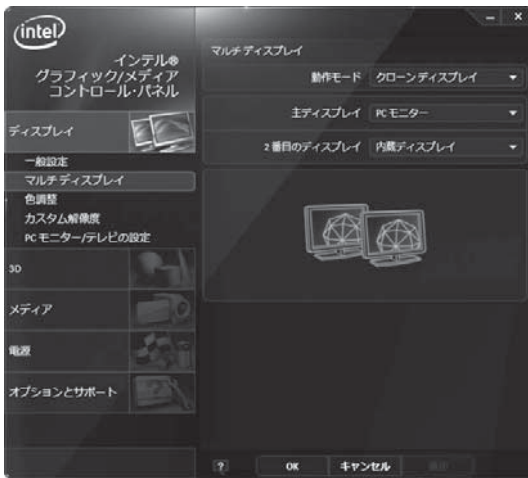 intel
インテル®
グラフィック/メディア
コントロール・パネル
ディスプレイ
一般設定
マルチディスプレイ
色調整
カスタム解像度
PCモニター/テレビの設定
3D
メディア
電源
オプションとサポート
マルチディスプレイ
動作モード クローンディスプレイ
主ディスプレイ PCモニター
2番目のディスプレイ 内蔵ディスプレイ
? OK キャンセル